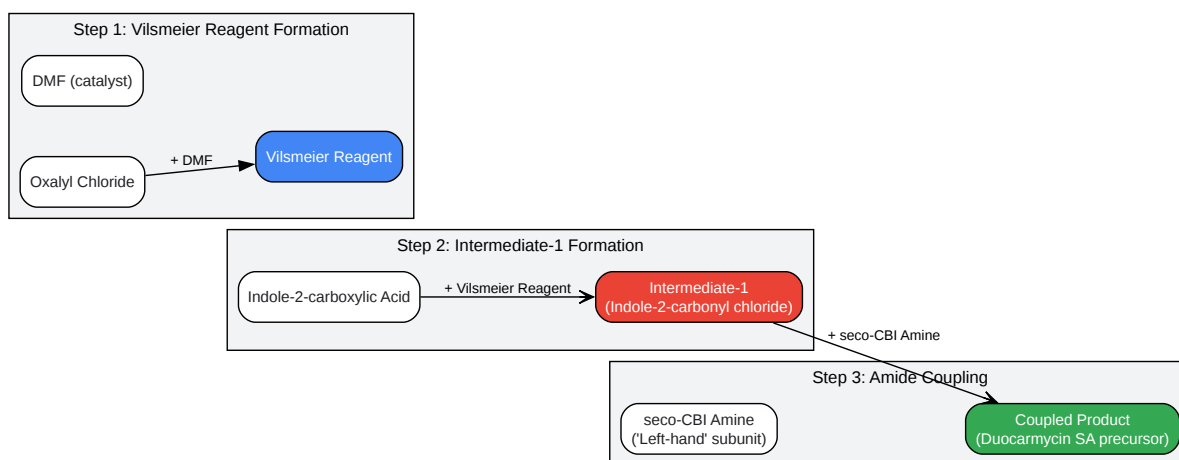 Step 1: Vilsmeier Reagent Formation
DMF (catalyst)
Oxalyl Chloride
+ DMF
Vilsmeier Reagent
Step 2: Intermediate-1 Formation
Indole-2-carboxylic Acid
+ Vilsmeier Reagent
Intermediate-1
(Indole-2-carbonyl chloride)
+ seco-CBI Amine
Step 3: Amide Coupling
seco-CBI Amine
('Left-hand' subunit)
Coupled Product
(Duocarmycin SA precursor)